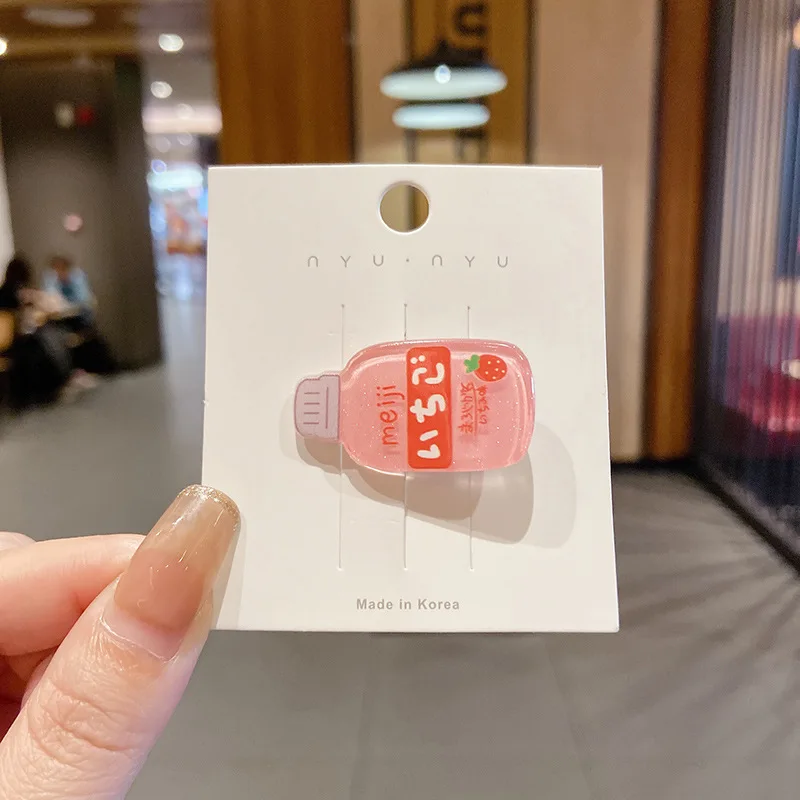 nYU·nYU
meiji
いちご
Made in Korea